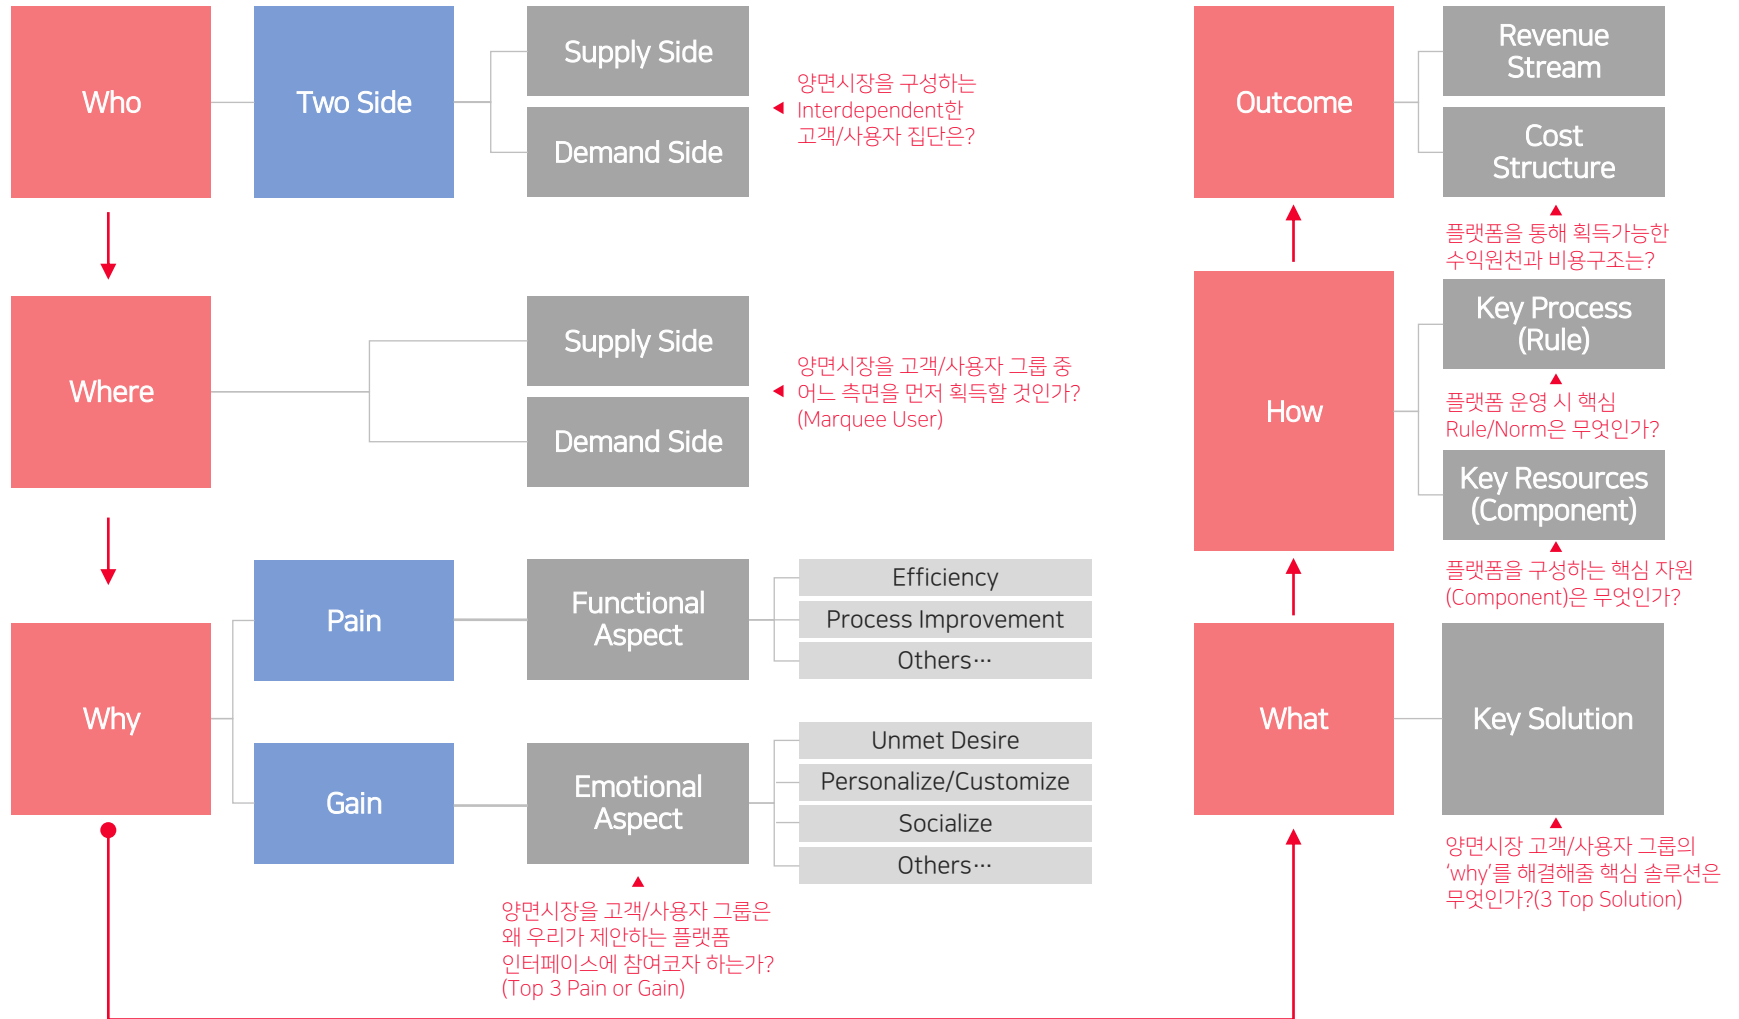 Who
Two Side
Supply Side
Demand Side
양면시장을 구성하는
Interdependent한
고객/사용자 집단은?
Where
Supply Side
Demand Side
양면시장을 고객/사용자 그룹 중
어느 측면을 먼저 획득할 것인가?
(Marquee User)
Why
Pain
Functional
Aspect
Efficiency
Process Improvement
Others…
Gain
Emotional
Aspect
Unmet Desire
Personalize/Customize
Socialize
Others…
양면시장을 고객/사용자 그룹은
왜 우리가 제안하는 플랫폼
인터페이스에 참여코자 하는가?
(Top 3 Pain or Gain)
Outcome
Revenue
Stream
Cost
Structure
플랫폼을 통해 획득가능한
수익원천과 비용구조는?
How
Key Process
(Rule)
플랫폼 운영 시 핵심
Rule/Norm은 무엇인가?
Key Resources
(Component)
플랫폼을 구성하는 핵심 자원
(Component)은 무엇인가?
What
Key Solution
양면시장 고객/사용자 그룹의
‘why’를 해결해줄 핵심 솔루션은
무엇인가?(3 Top Solution)